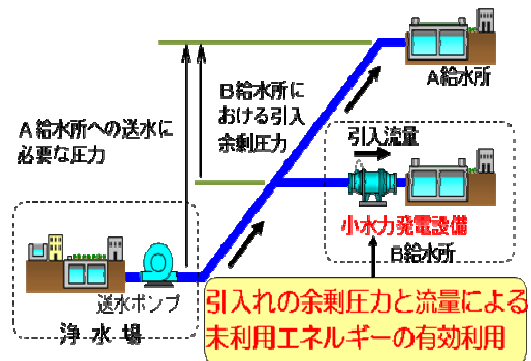 A給水所
B給水所に
おける引入
余剰圧力
A給水所への送水に
必要な圧力
引入流量
小水力発電設備
B給水所
送水ポンプ
浄水場
引入れの余剰圧力と流量による
未利用エネルギーの有効利用